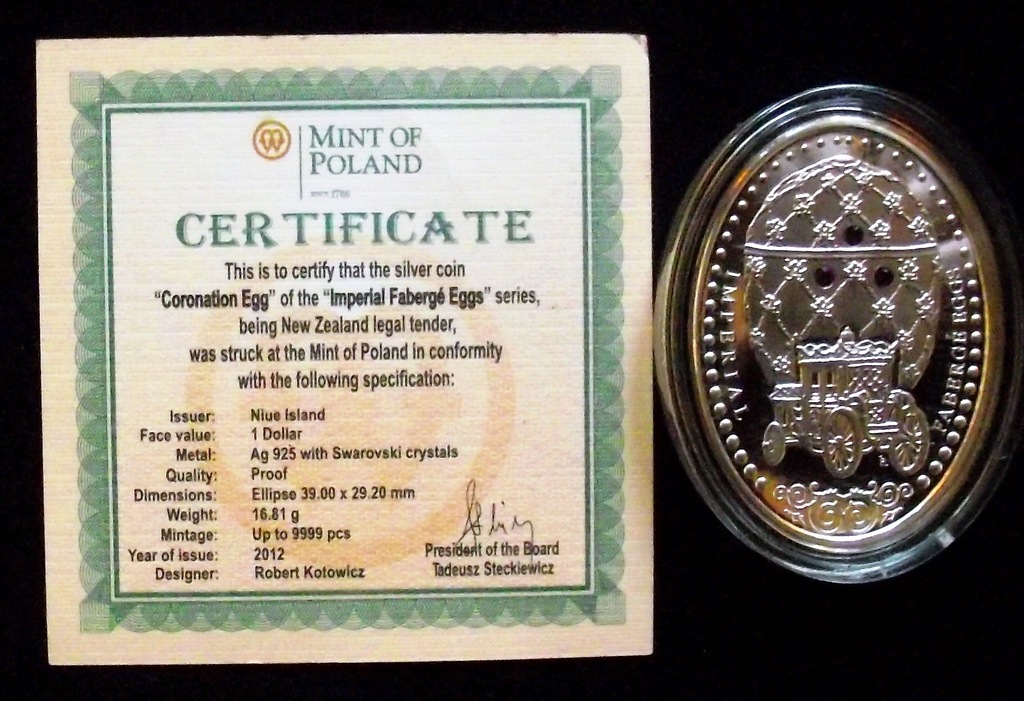 MINT OF
POLAND
SINCE 1766
CERTIFICATE
This is to certify that the silver coin
"Coronation Egg" of the "Imperial Fabergé Eggs" series,
being New Zealand legal tender,
was struck at the Mint of Poland in conformity
with the following specification:
Issuer: Niue Island
Face value: 1 Dollar
Metal: Ag 925 with Swarovski crystals
Quality: Proof
Dimensions: Ellipse 39.00 x 29.20 mm
Weight: 16.81 g
Mintage: Up to 9999 pcs
Year of issue: 2012
Designer: Robert Kotowicz
President of the Board
Tadeusz Steckiewicz
IMPERIAL
FABERGÉ EGGS